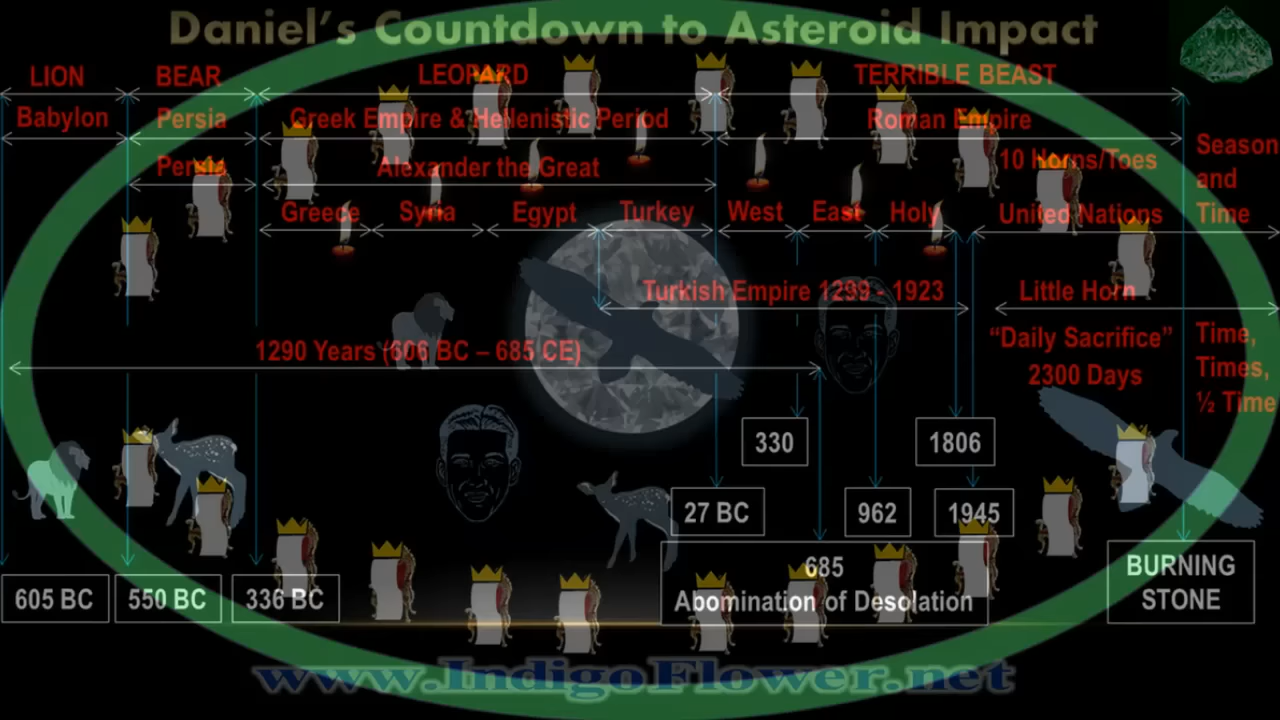 Daniel's Countdown to Asteroid Impact
LION BEAR LEOPARD TERRIBLE BEAST
Babylon Persia Greek Empire & Hellenistic Period Roman Empire
Persia Alexander the Great 10 Horns/Toes
Season
and
Time
Greece Syria Egypt Turkey West East Holy United Nations
Turkish Empire 1299 - 1923 Little Horn
1290 Years (606 BC – 685 CE)
“Daily Sacrifice”
2300 Days
Time,
Times,
½ Time
330 1806
27 BC 962 1945
685
Abomination of Desolation
605 BC 550 BC 336 BC
BURNING
STONE
www.IndigoFlower.net